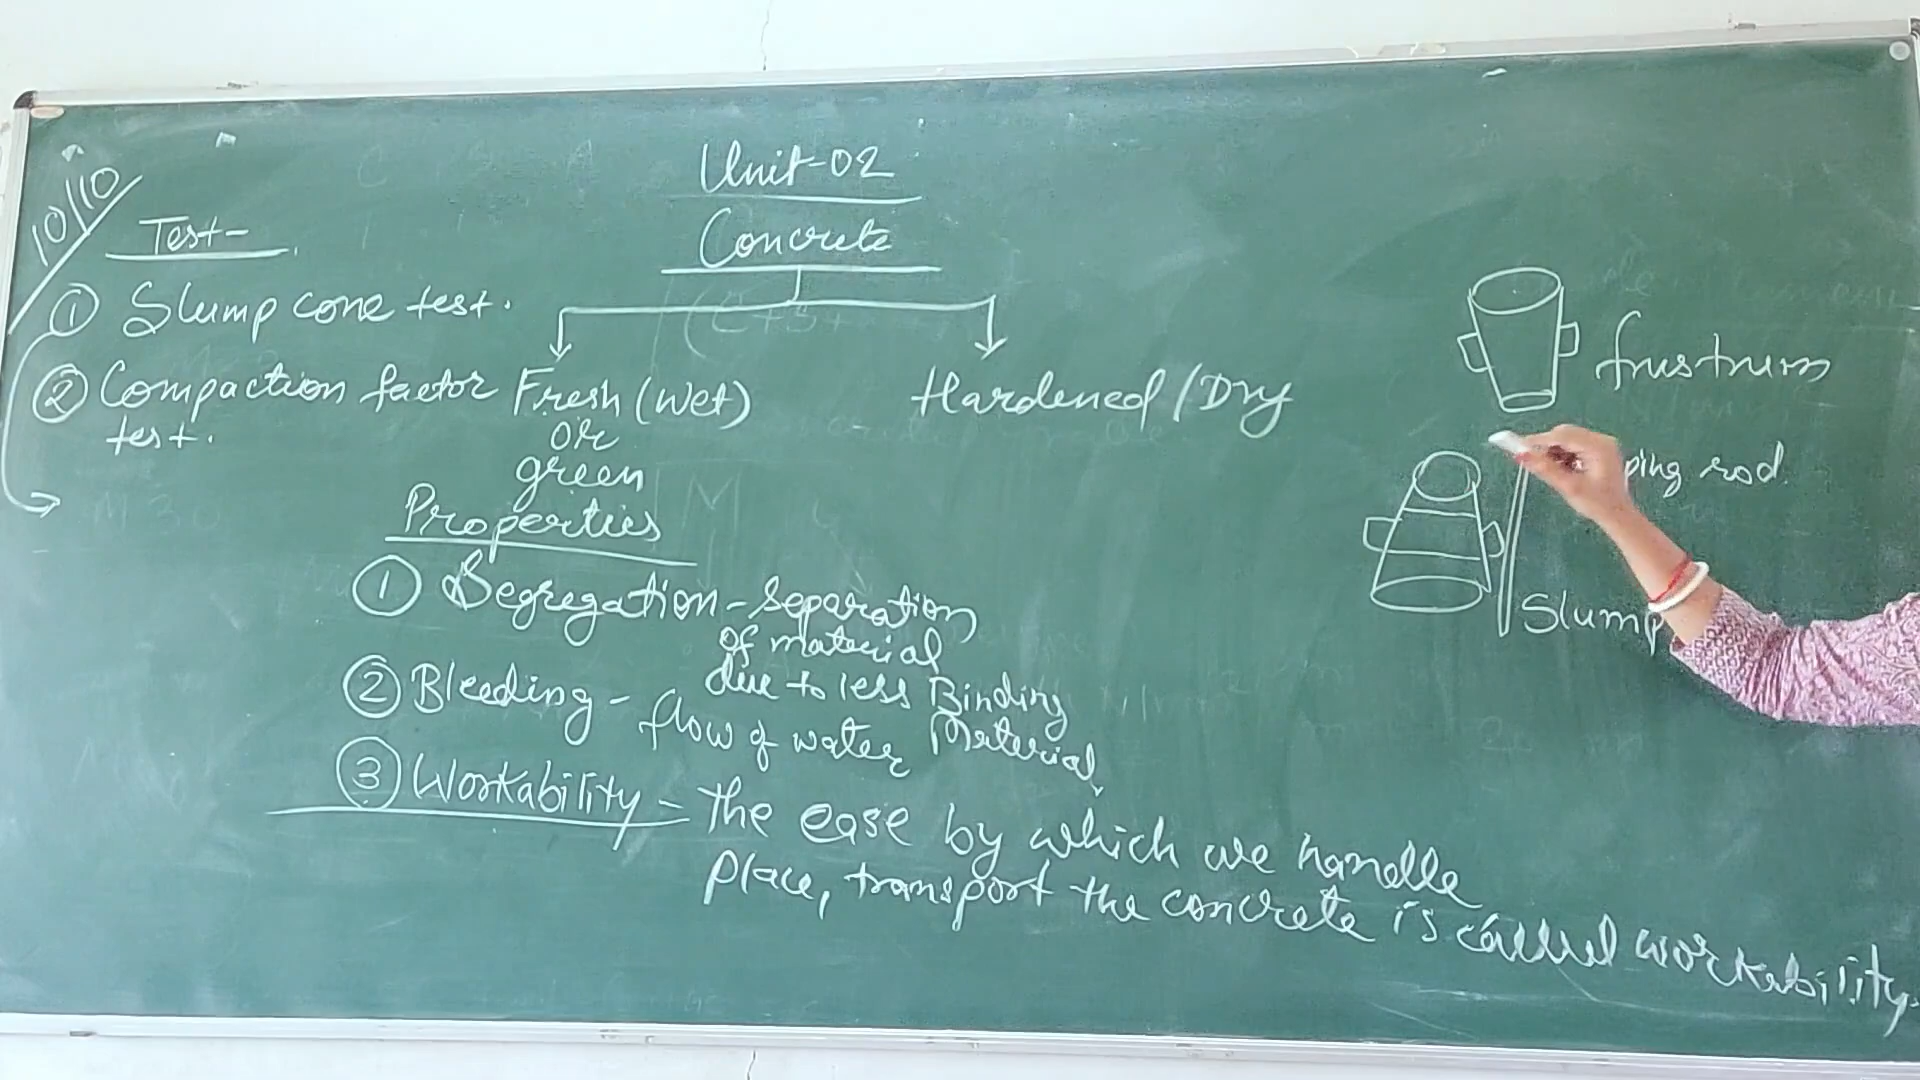 10/10
Unit-02
Concrete
Test-
① Slump cone test.
② Compaction factor
test.
Fresh (Wet)
or
green
Hardened / Dry
Properties
① Segregation - separation
of material
due to less Binding
Material
② Bleeding - flow of water
③ Workability - the ease by which we handle
place, transport the concrete is called workability.
frustrum
ping rod.
Slump